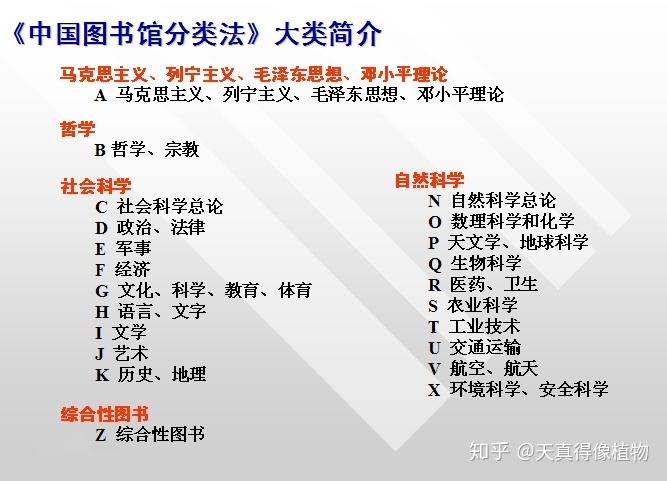 《中国图书馆分类法》大类简介
马克思主义、列宁主义、毛泽东思想、邓小平理论
A 马克思主义、列宁主义、毛泽东思想、邓小平理论
哲学
B 哲学、宗教
社会科学
C 社会科学总论
D 政治、法律
E 军事
F 经济
G 文化、科学、教育、体育
H 语言、文字
I 文学
J 艺术
K 历史、地理
综合性图书
Z 综合性图书
自然科学
N 自然科学总论
O 数理科学和化学
P 天文学、地球科学
Q 生物科学
R 医药、卫生
S 农业科学
T 工业技术
U 交通运输
V 航空、航天
X 环境科学、安全科学
知乎 @天真得像植物